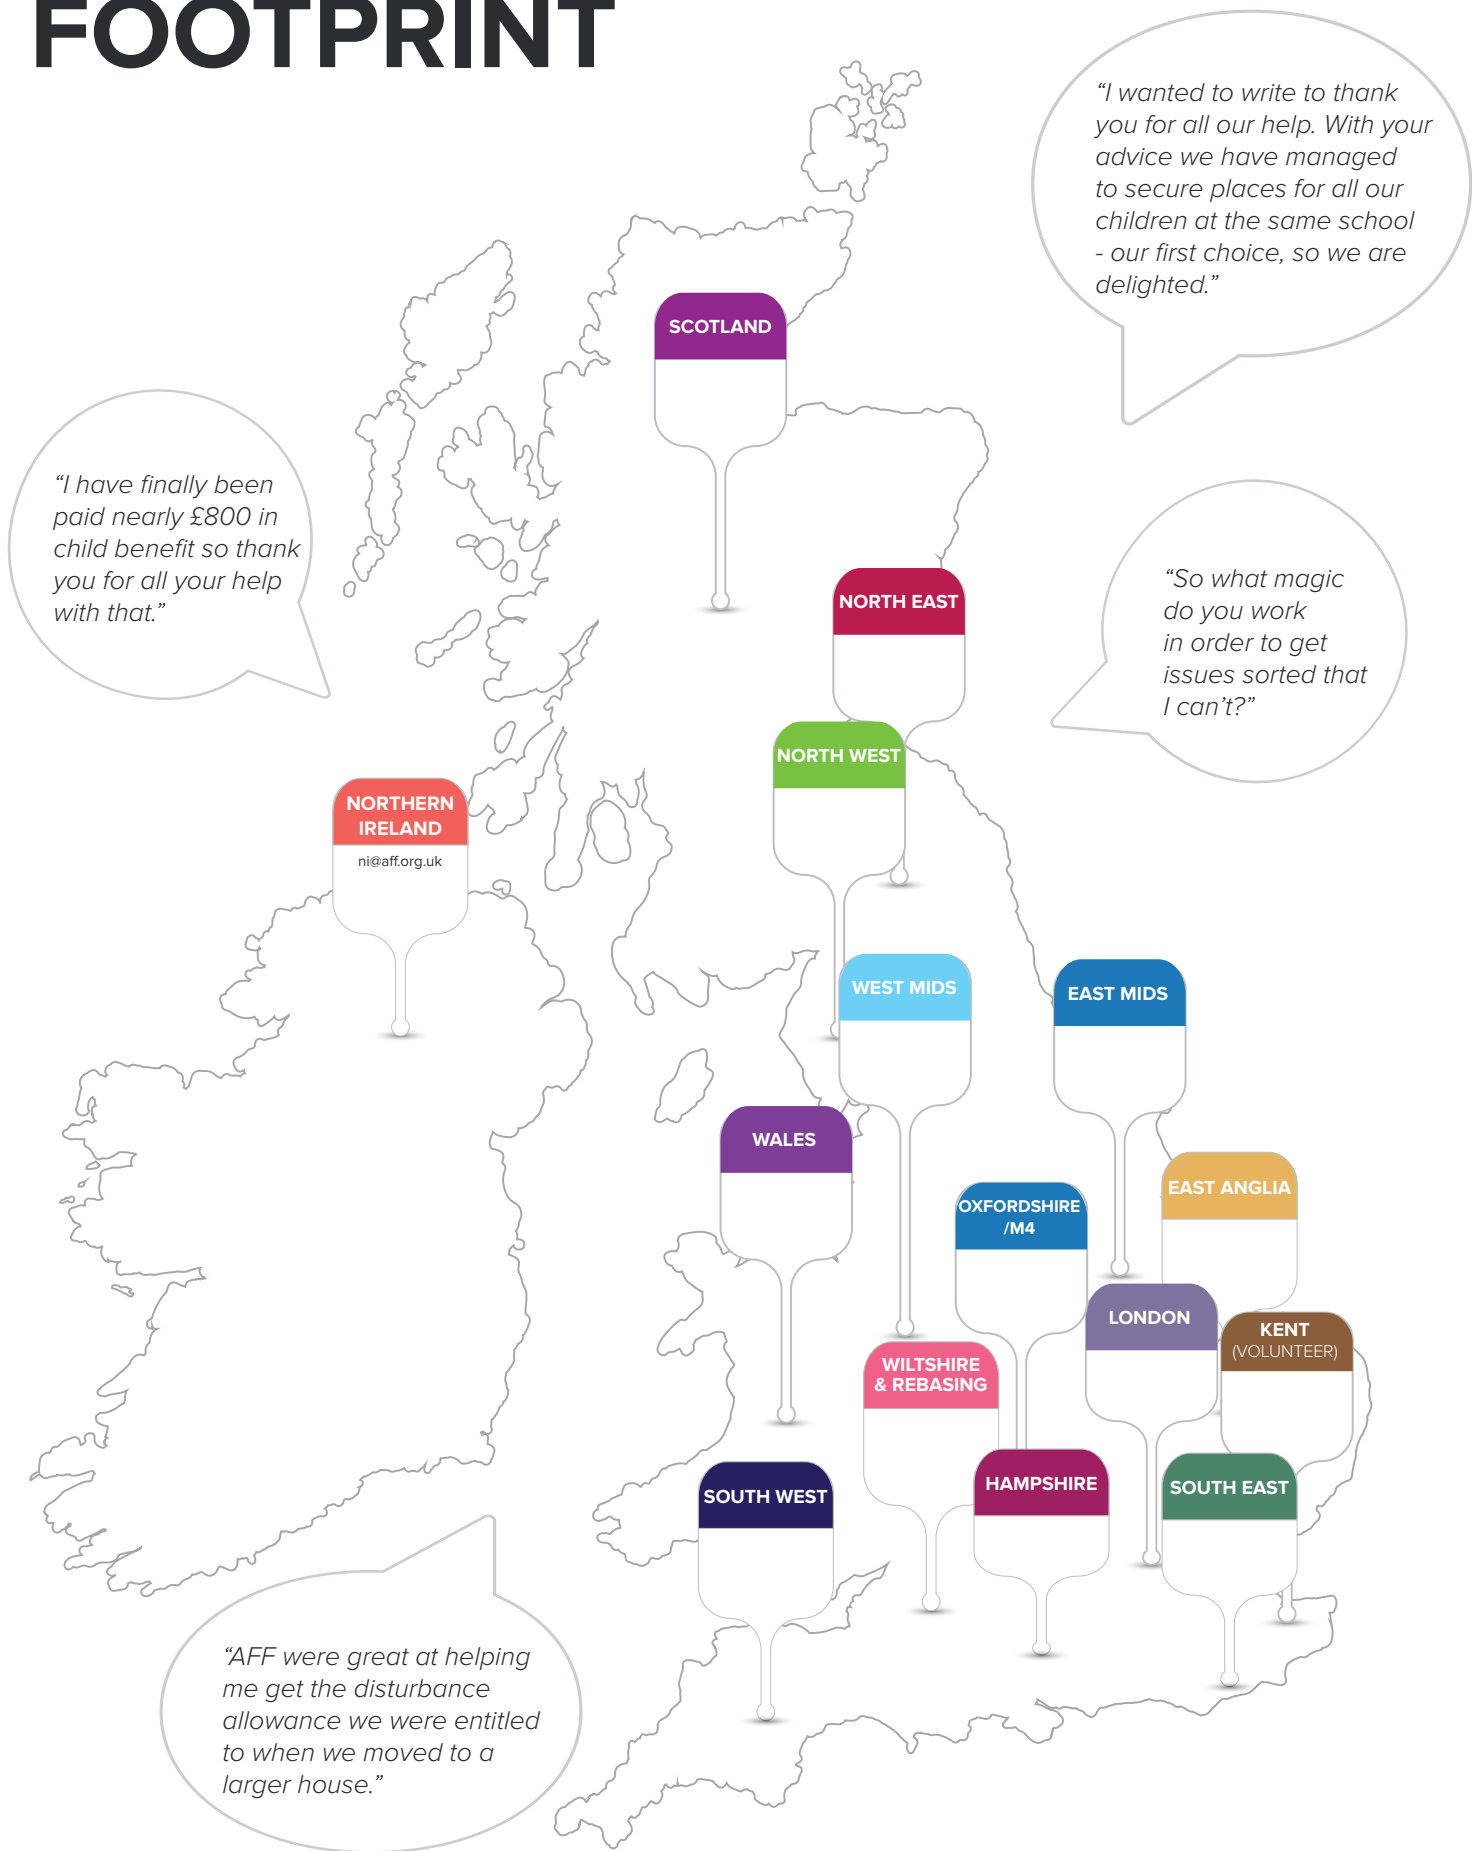 FOOTPRINT
“I wanted to write to thank
you for all our help. With your
advice we have managed
to secure places for all our
children at the same school
- our first choice, so we are
delighted.”
SCOTLAND
“I have finally been
paid nearly £800 in
child benefit so thank
you for all your help
with that.”
“So what magic
do you work
in order to get
issues sorted that
I can’t?”
NORTH EAST
NORTH WEST
NORTHERN
IRELAND
ni@aff.org.uk
WEST MIDS
EAST MIDS
WALES
EAST ANGLIA
OXFORDSHIRE
/M4
LONDON
KENT
(VOLUNTEER)
WILTSHIRE
& REBASING
SOUTH WEST
HAMPSHIRE
SOUTH EAST
“AFF were great at helping
me get the disturbance
allowance we were entitled
to when we moved to a
larger house.”